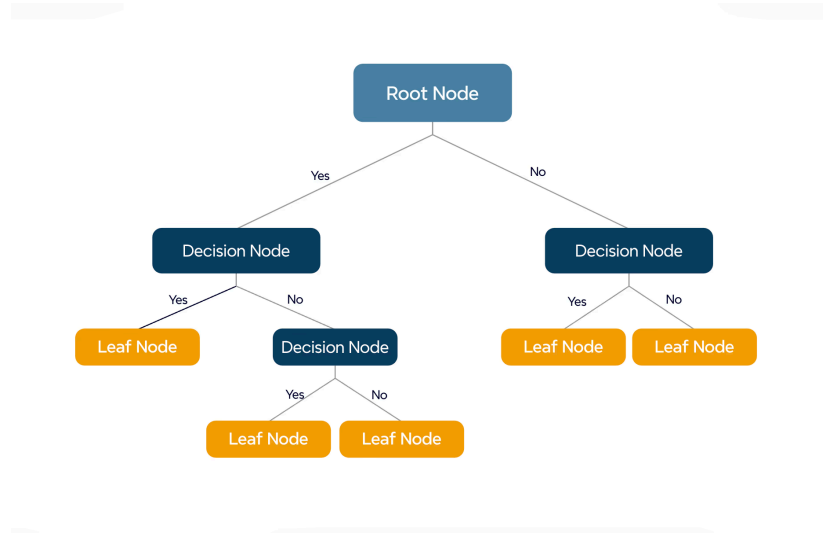 Root Node
Yes
No
Decision Node
Decision Node
Yes
No
Yes
No
Leaf Node
Decision Node
Leaf Node
Leaf Node
Yes
No
Leaf Node
Leaf Node